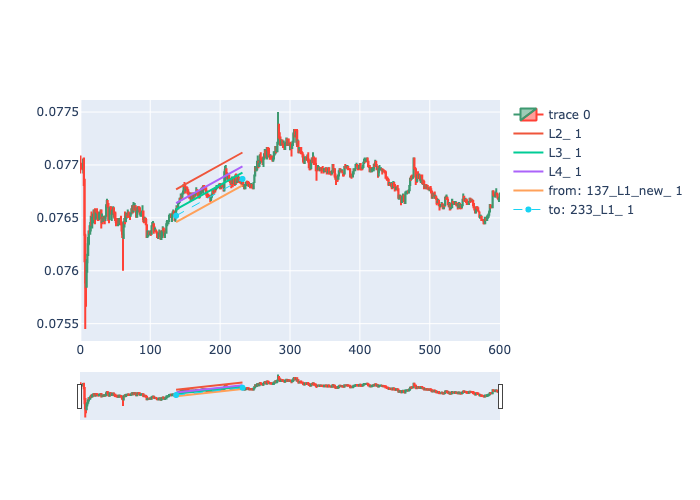 0.0775
0.077
0.0765
0.076
0.0755
0 100 200 300 400 500 600
trace 0
L2_ 1
L3_ 1
L4_ 1
from: 137_L1_new_ 1
to: 233_L1_ 1